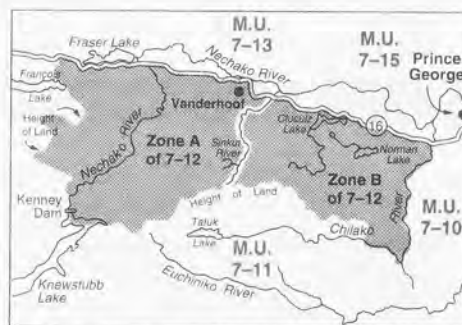 M.U.
7–13
Fraser Lake
Nechako River
M.U.
7–15
Prince
George
François
Lake
Vanderhoof
Cluculz
Lake
16
Height
of Land
Nechako River
Zone A
of 7–12
Sinkut
River
Norman
Lake
Zone B
of 7–12
River
Height of Land
Kenney
Dam
Tatuk
Lake
Chilako
M.U.
7–10
M.U.
7–11
Knewstubb
Lake
Euchiniko River